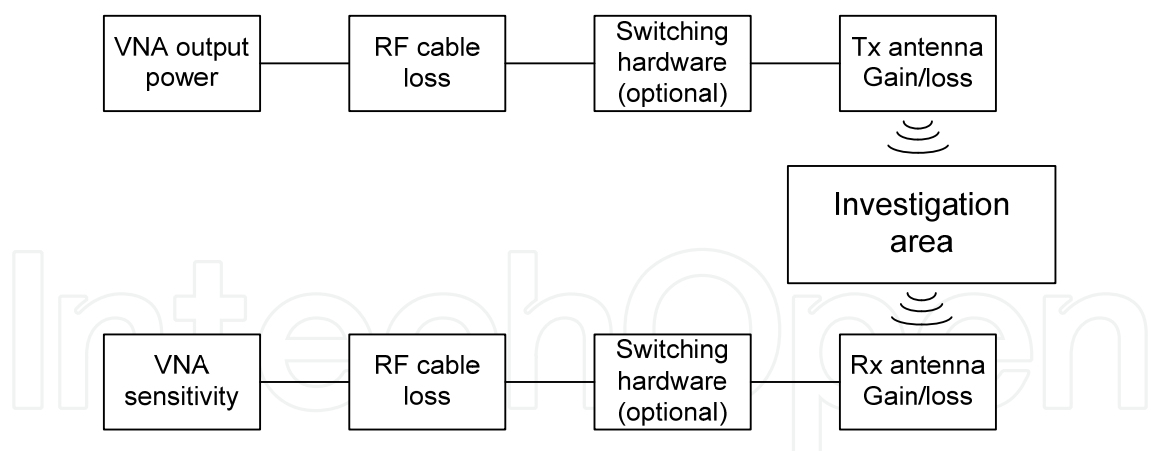 VNA output
power
RF cable
loss
Switching
hardware
(optional)
Tx antenna
Gain/loss
Investigation
area
VNA
sensitivity
RF cable
loss
Switching
hardware
(optional)
Rx antenna
Gain/loss
IntechOpen